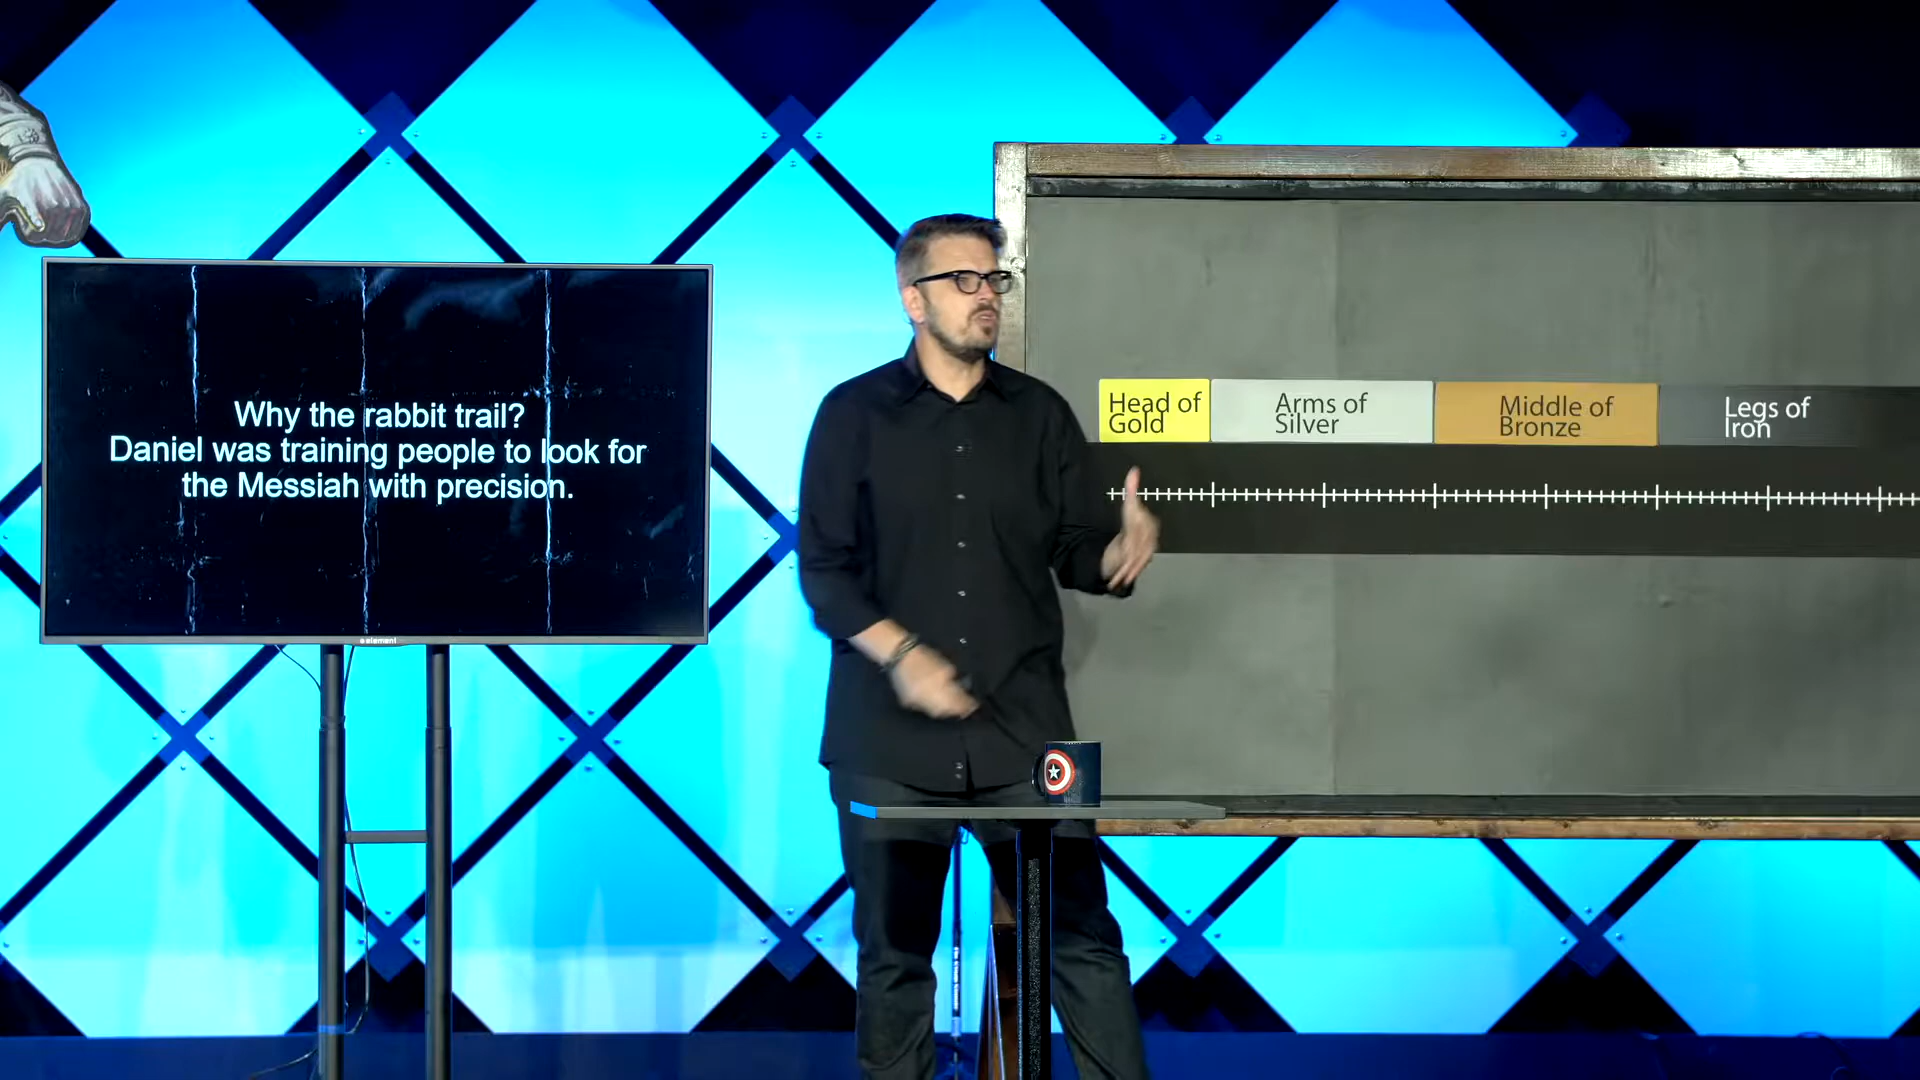 Why the rabbit trail?
Daniel was training people to look for
the Messiah with precision.
element
Head of
Gold
Arms of
Silver
Middle of
Bronze
Legs of
Iron